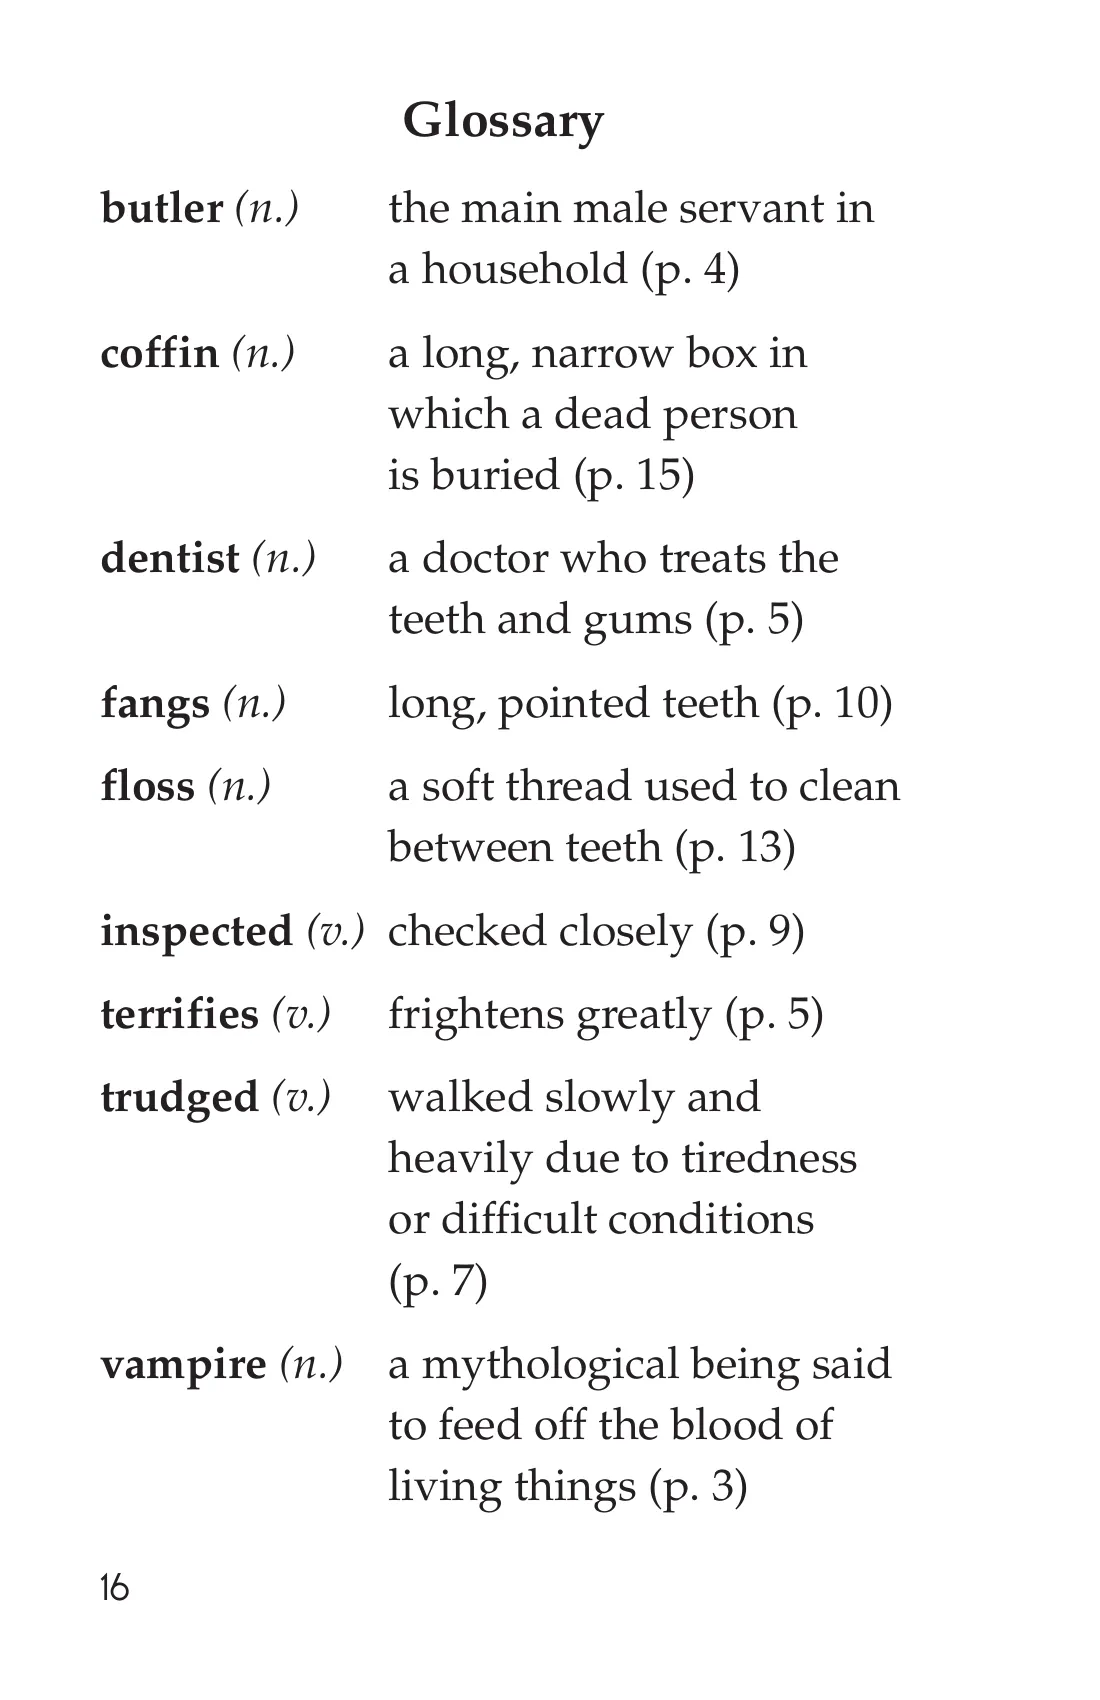 Glossary
butler (n.) the main male servant in
a household (p. 4)
coffin (n.) a long, narrow box in
which a dead person
is buried (p. 15)
dentist (n.) a doctor who treats the
teeth and gums (p. 5)
fangs (n.) long, pointed teeth (p. 10)
floss (n.) a soft thread used to clean
between teeth (p. 13)
inspected (v.) checked closely (p. 9)
terrifies (v.) frightens greatly (p. 5)
trudged (v.) walked slowly and
heavily due to tiredness
or difficult conditions
(p. 7)
vampire (n.) a mythological being said
to feed off the blood of
living things (p. 3)
16